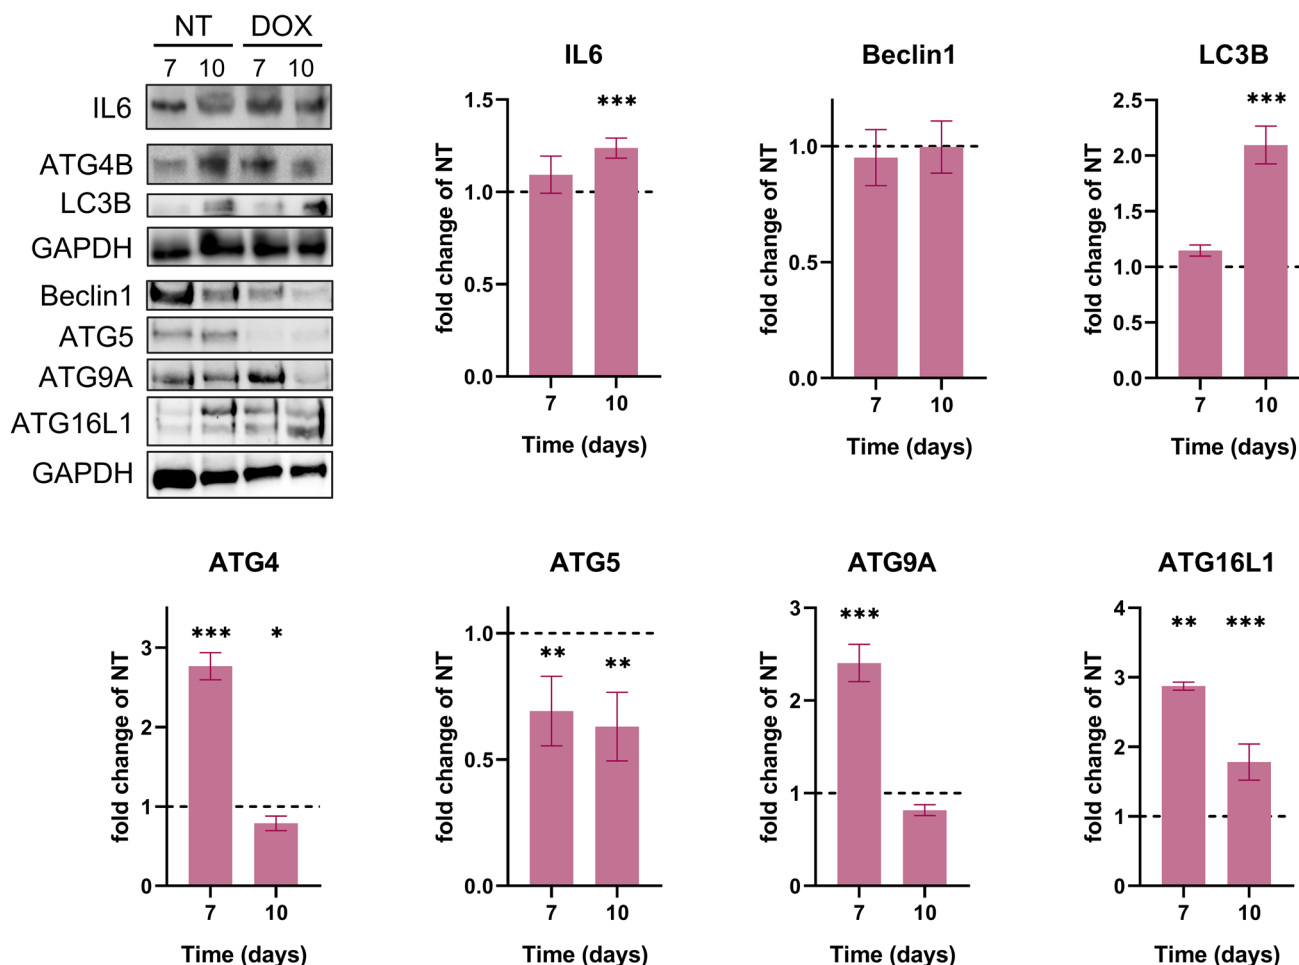 NT DOX
7 10 7 10
IL6
ATG4B
LC3B
GAPDH
Beclin1
ATG5
ATG9A
ATG16L1
GAPDH
IL6
fold change of NT
1.5
1.0
0.5
0.0
***
7 10
Time (days)
Beclin1
fold change of NT
1.0
0.5
0.0
7 10
Time (days)
LC3B
fold change of NT
2.5
2.0
1.5
1.0
0.5
0.0
***
7 10
Time (days)
ATG4
fold change of NT
3
2
1
0
*** *
7 10
Time (days)
ATG5
fold change of NT
1.0
0.5
0.0
** **
7 10
Time (days)
ATG9A
fold change of NT
3
2
1
0
***
7 10
Time (days)
ATG16L1
fold change of NT
4
3
2
1
0
** ***
7 10
Time (days)